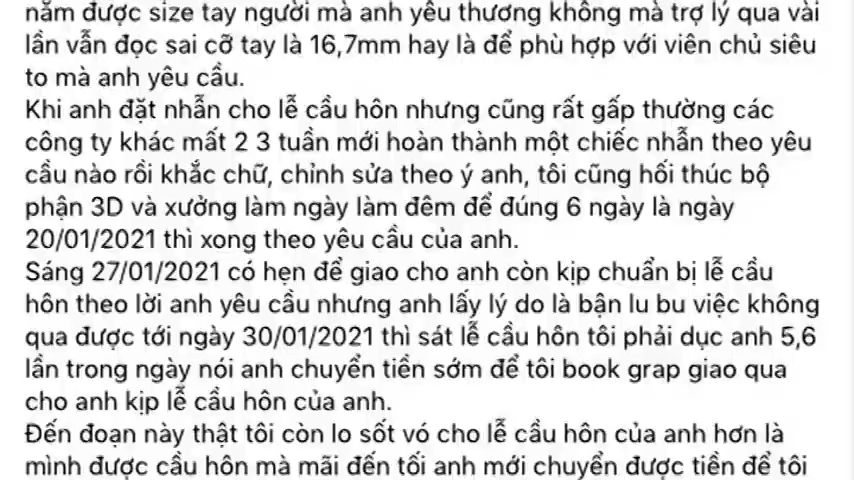 nắm được size tay người mà anh yêu thương không mà trợ lý qua vài
lần vẫn đọc sai cỡ tay là 16,7mm hay là để phù hợp với viên chủ siêu
to mà anh yêu cầu.
Khi anh đặt nhẫn cho lễ cầu hôn nhưng cũng rất gấp thường các
công ty khác mất 2 3 tuần mới hoàn thành một chiếc nhẫn theo yêu
cầu nào rồi khắc chữ, chỉnh sửa theo ý anh, tôi cũng hối thúc bộ
phận 3D và xưởng làm ngày làm đêm để đúng 6 ngày là ngày
20/01/2021 thì xong theo yêu cầu của anh.
Sáng 27/01/2021 có hẹn để giao cho anh còn kịp chuẩn bị lễ cầu
hôn theo lời anh yêu cầu nhưng anh lấy lý do là bận lu bu việc không
qua được tới ngày 30/01/2021 thì sát lễ cầu hôn tôi phải dục anh 5,6
lần trong ngày nói anh chuyển tiền sớm để tôi book grap giao qua
cho anh kịp lễ cầu hôn của anh.
Đến đoạn này thật tôi còn lo sốt vó cho lễ cầu hôn của anh hơn là
mình được cầu hôn mà mãi đến tối anh mới chuyển được tiền để tôi